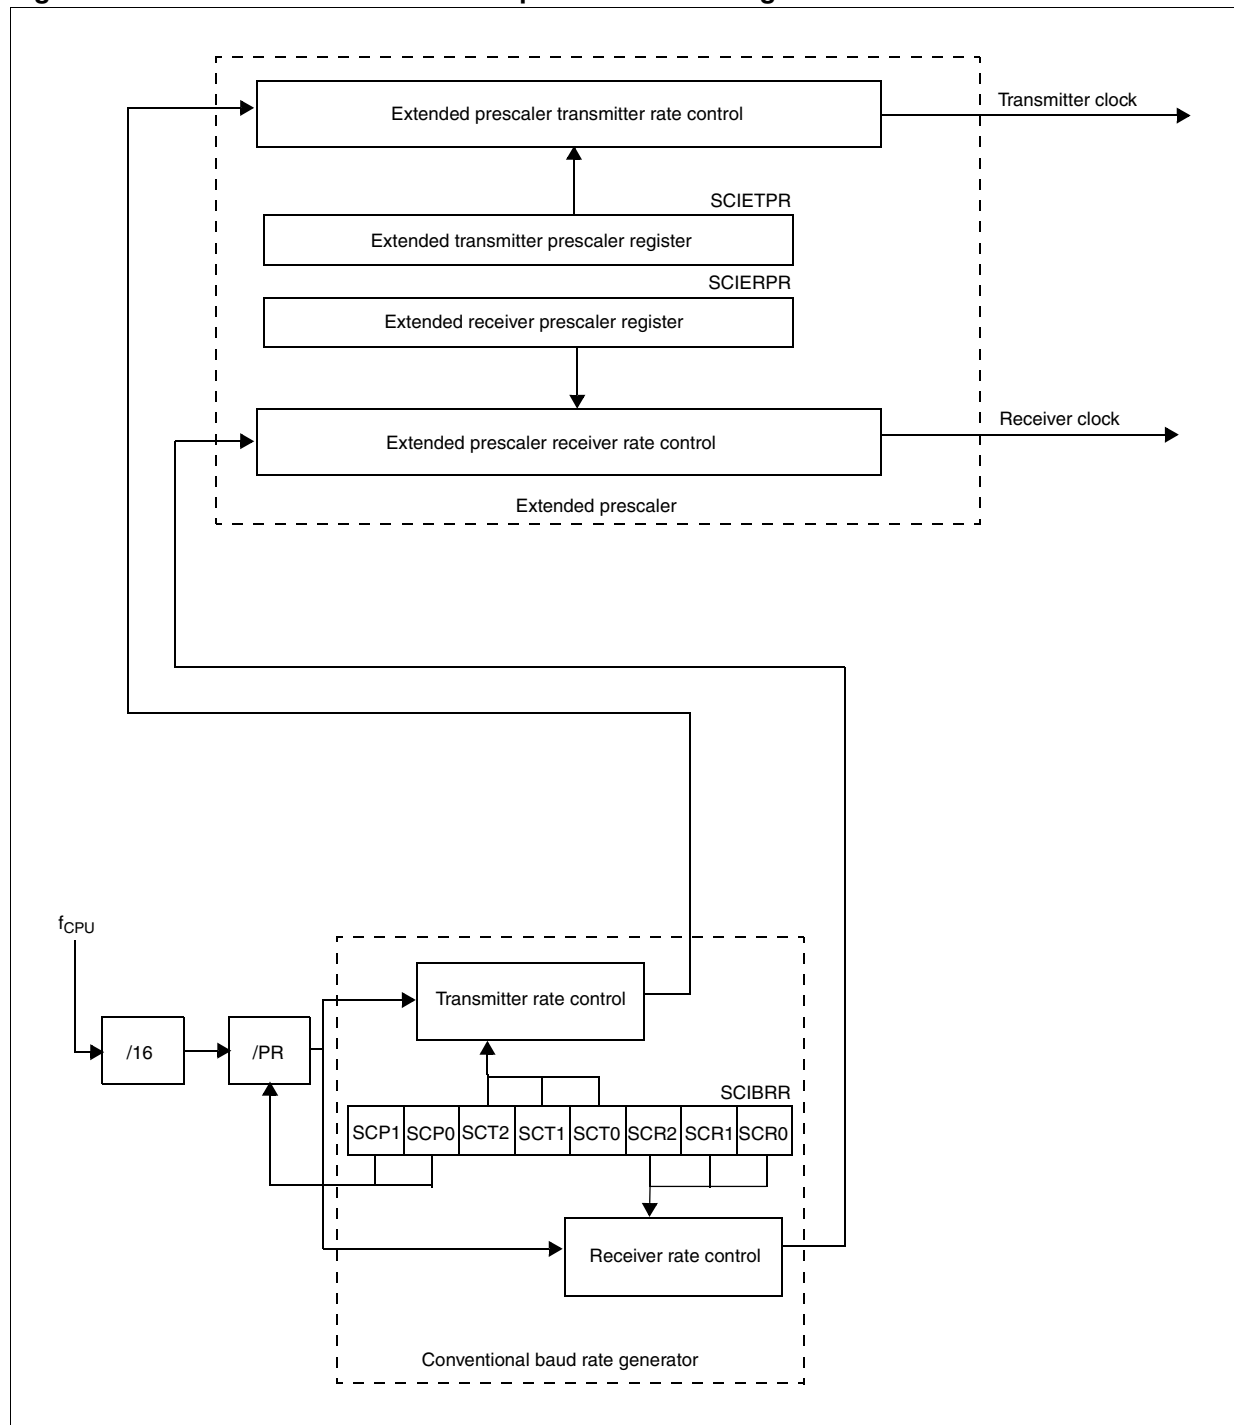 Extended prescaler transmitter rate control
Transmitter clock
SCIETPR
Extended transmitter prescaler register
SCIERPR
Extended receiver prescaler register
Extended prescaler receiver rate control
Receiver clock
Extended prescaler
fCPU
Transmitter rate control
/16
/PR
SCIBRR
SCP1 SCP0 SCT2 SCT1 SCT0 SCR2 SCR1 SCR0
Receiver rate control
Conventional baud rate generator